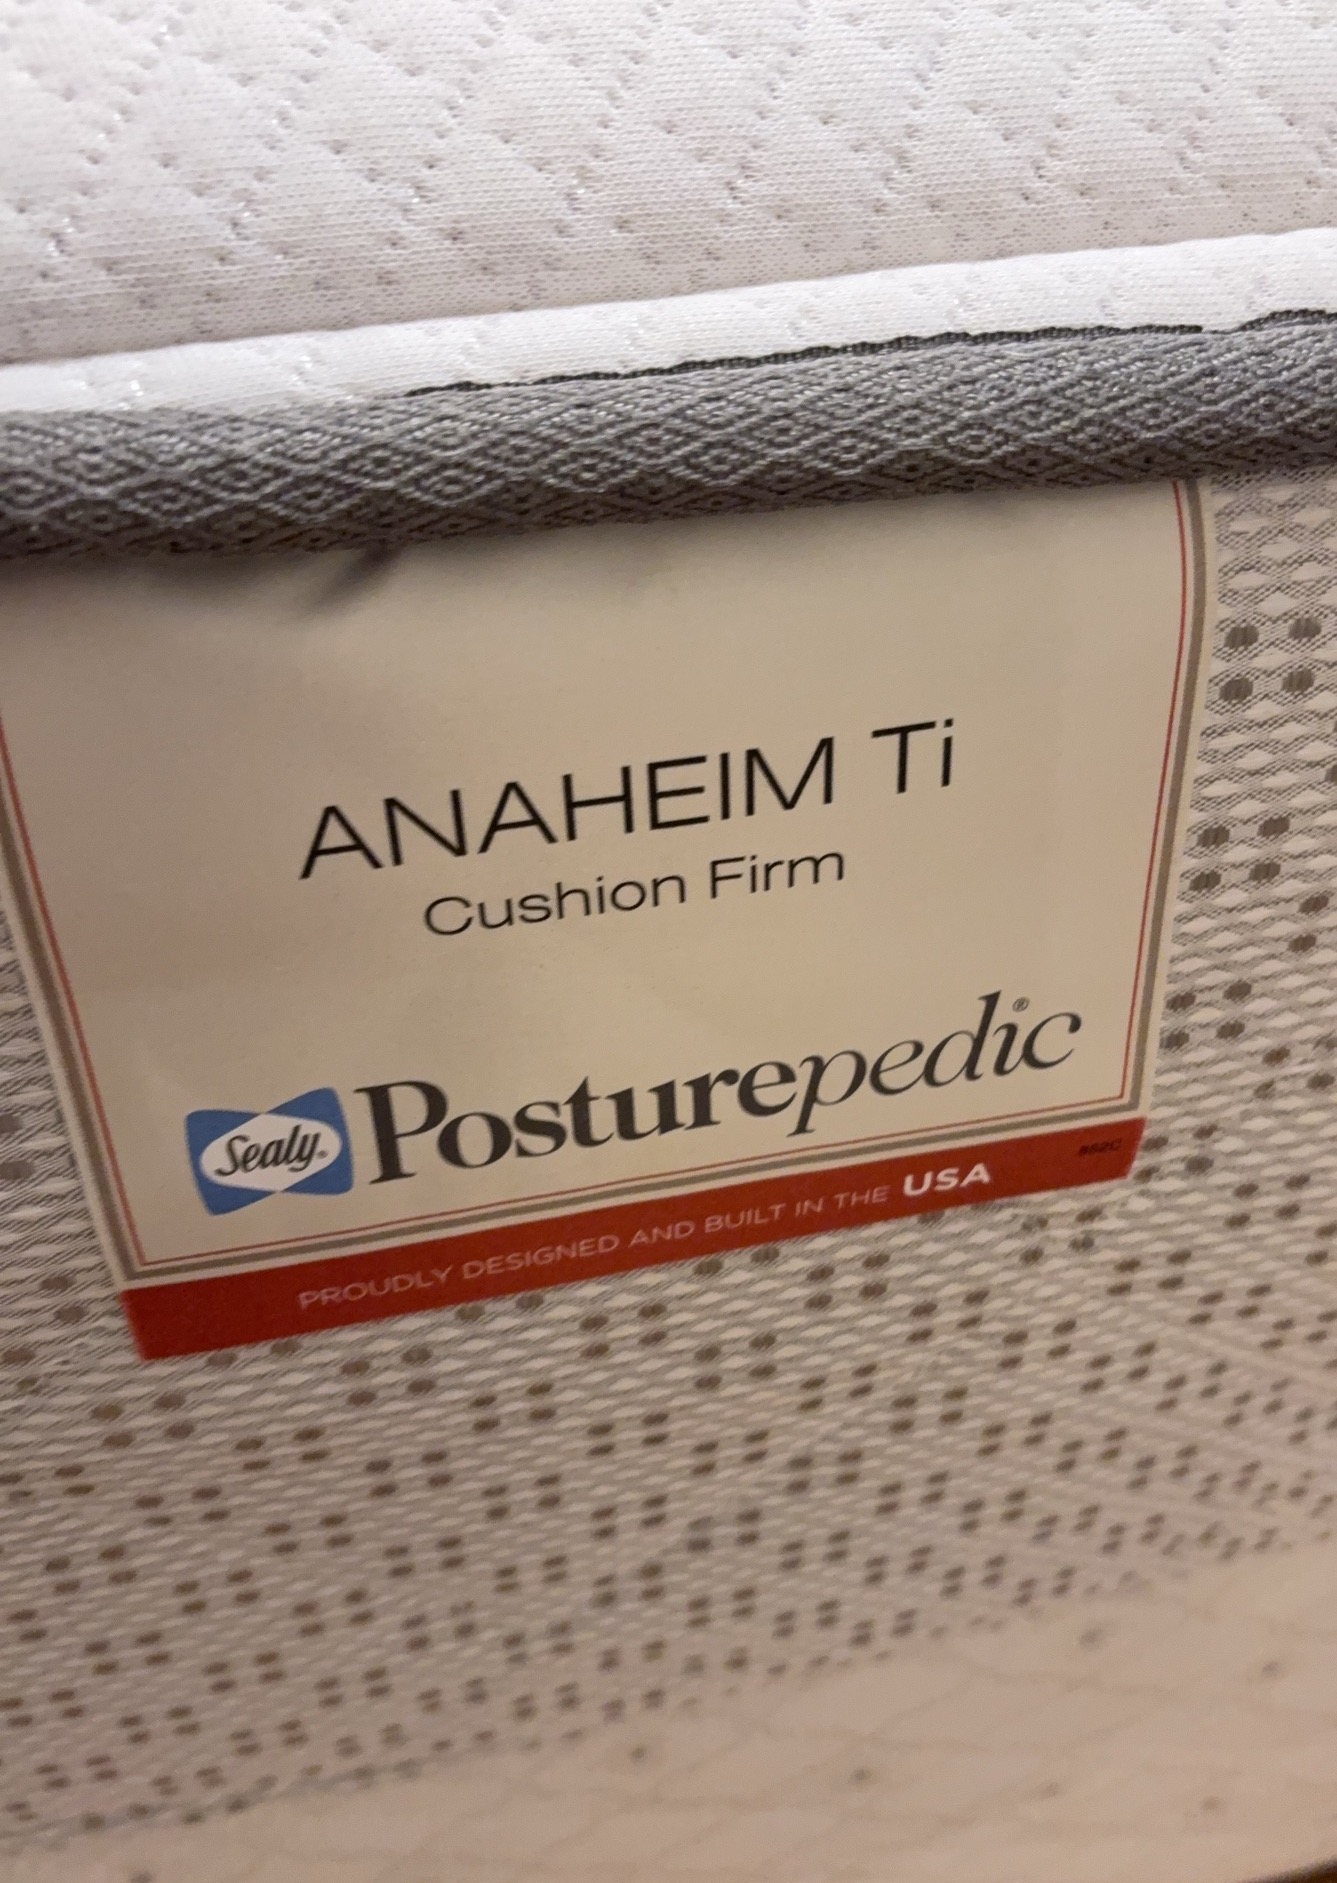 ANAHEIM Ti
Cushion Firm
Sealy® Posturepedic®
PROUDLY DESIGNED AND BUILT IN THE USA